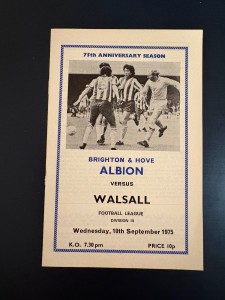 75th ANNIVERSARY SEASON
BRIGHTON & HOVE
ALBION
VERSUS
WALSALL
FOOTBALL LEAGUE
DIVISION III
Wednesday, 10th September 1975
K.O. 7.30 pm PRICE 10p